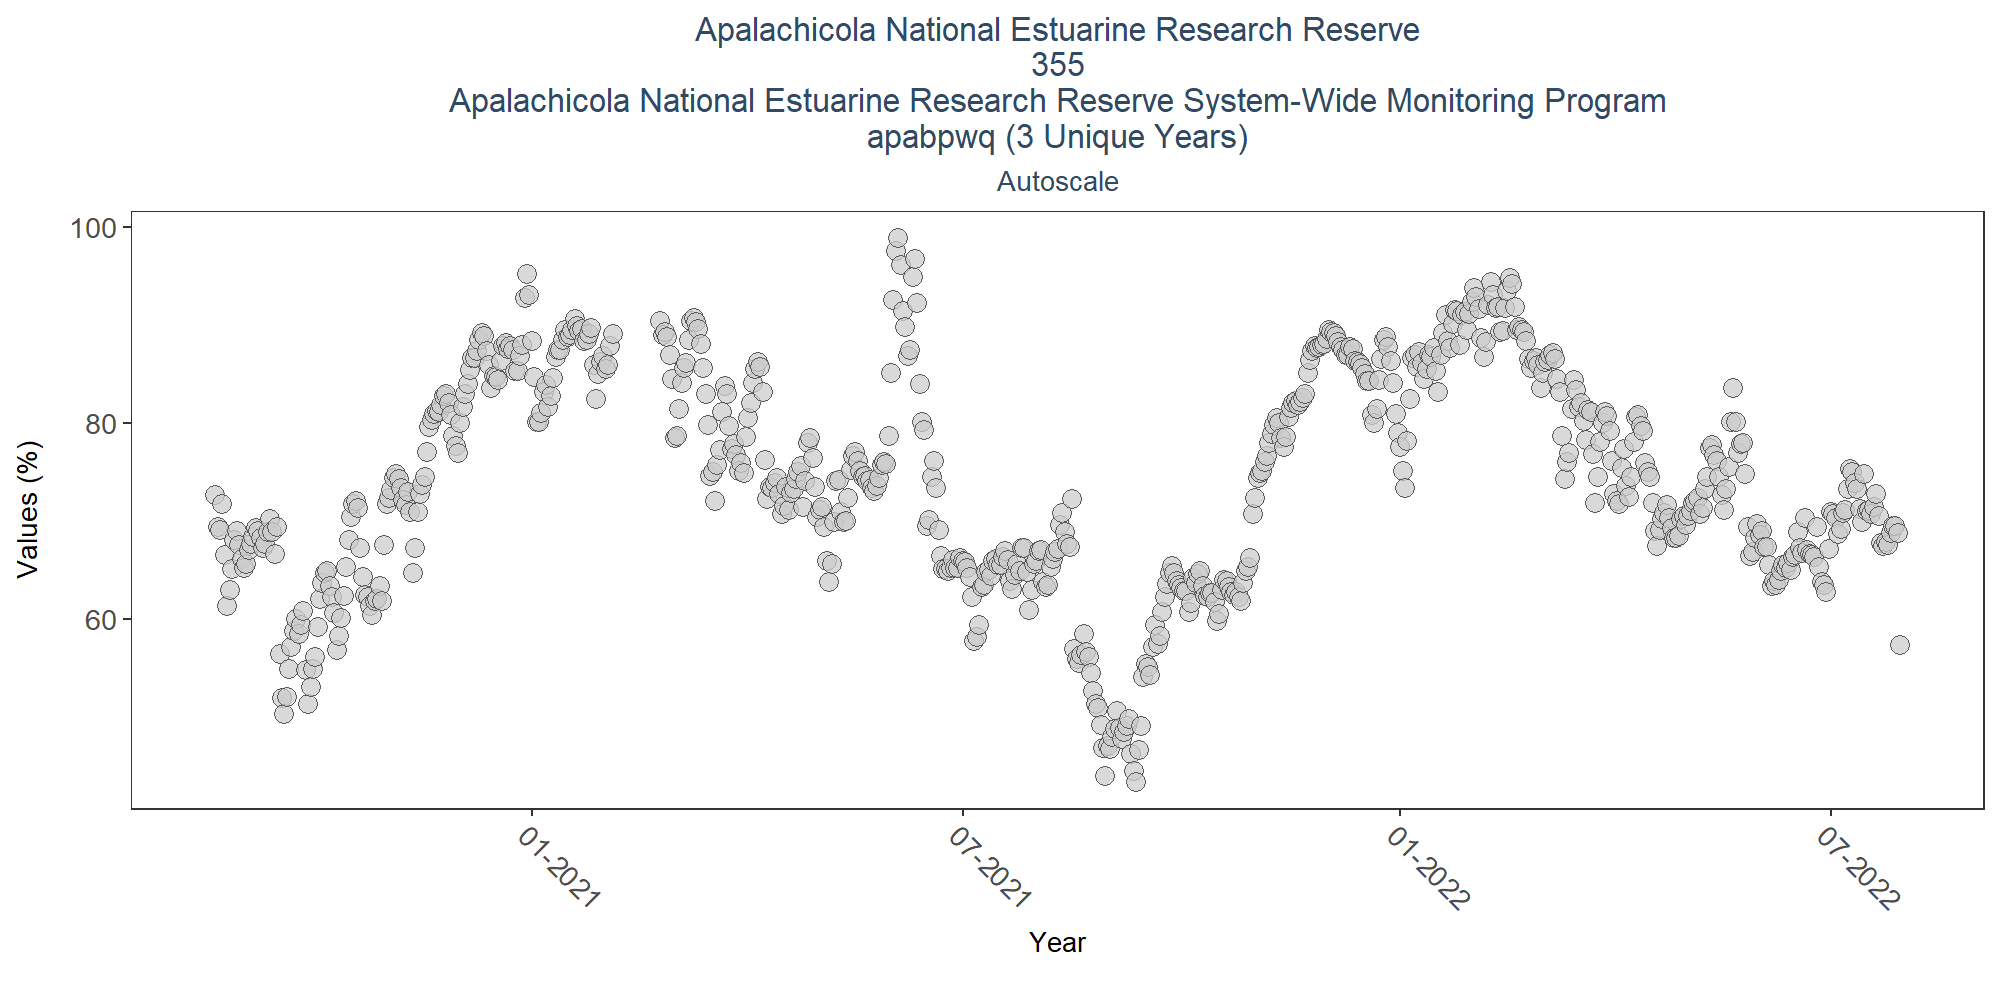 Apalachicola National Estuarine Research Reserve
355
Apalachicola National Estuarine Research Reserve System-Wide Monitoring Program
apabpwq (3 Unique Years)
Autoscale
100
80
60
Values (%)
01-2021
07-2021
01-2022
07-2022
Year